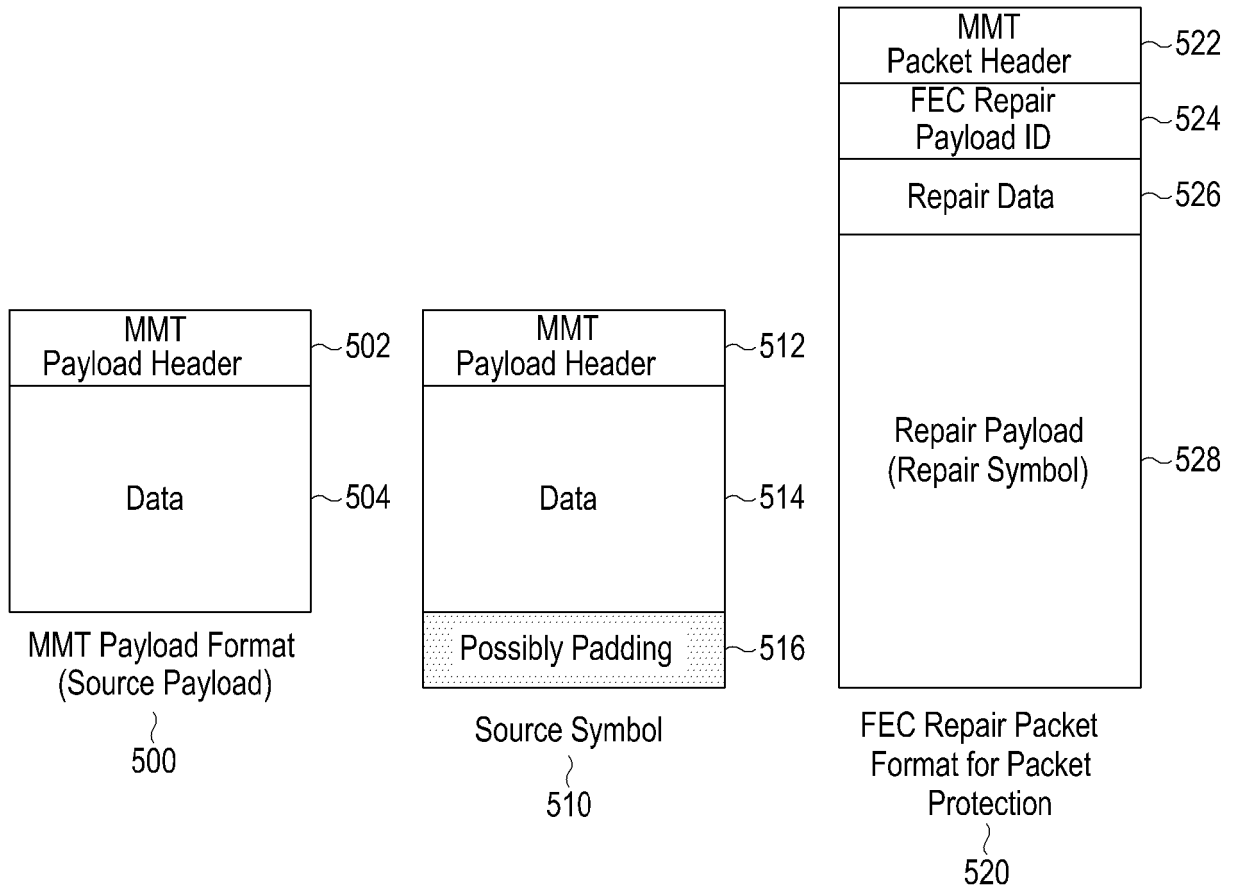 MMT
Payload Header
502
Data
504
MMT Payload Format
(Source Payload)
500
MMT
Payload Header
512
Data
514
Possibly Padding
516
Source Symbol
510
MMT
Packet Header
522
FEC Repair
Payload ID
524
Repair Data
526
Repair Payload
(Repair Symbol)
528
FEC Repair Packet
Format for Packet
Protection
520